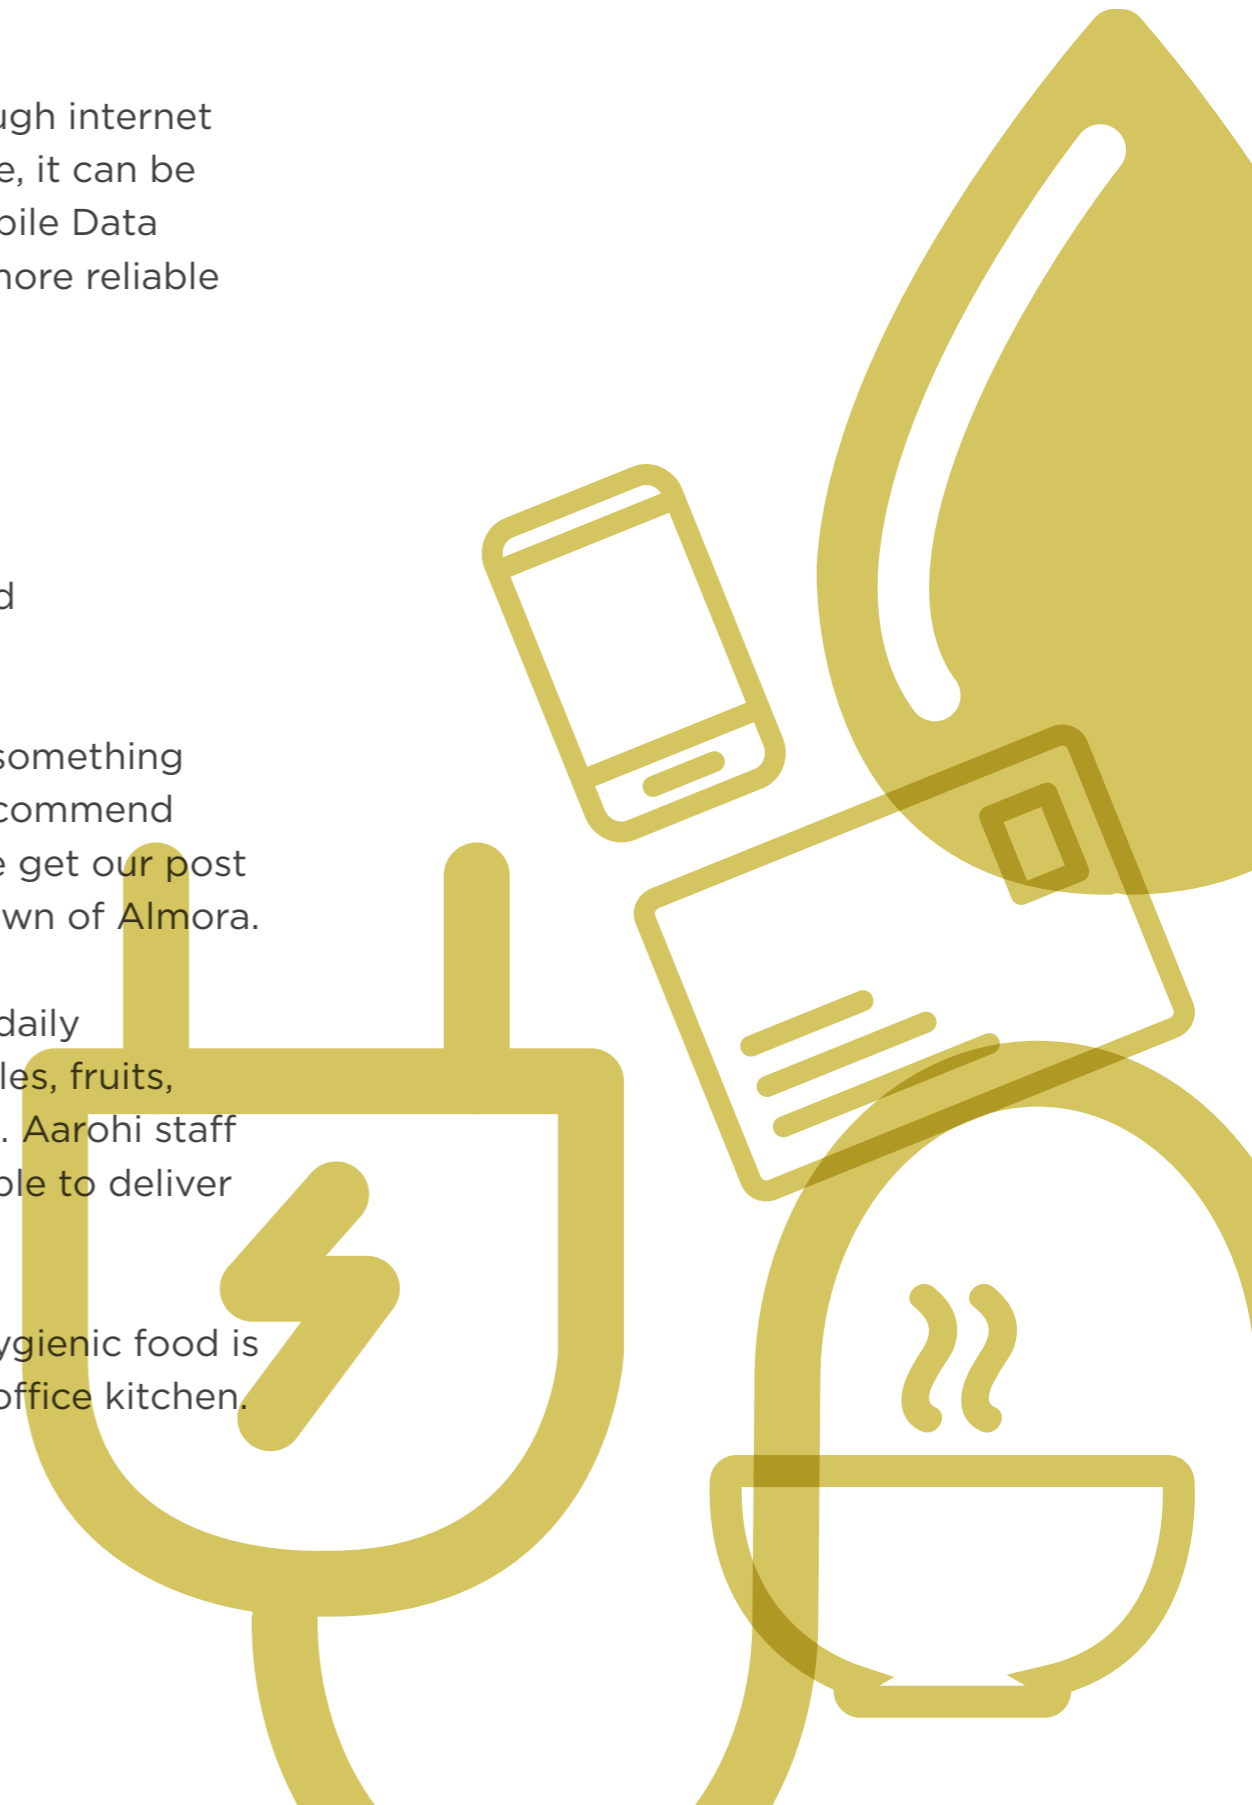 ugh internet
e, it can be
bile Data
more reliable
d
something
commend
e get our post
wn of Almora.
daily
les, fruits,
. Aarohi staff
ble to deliver
ygienic food is
office kitchen.